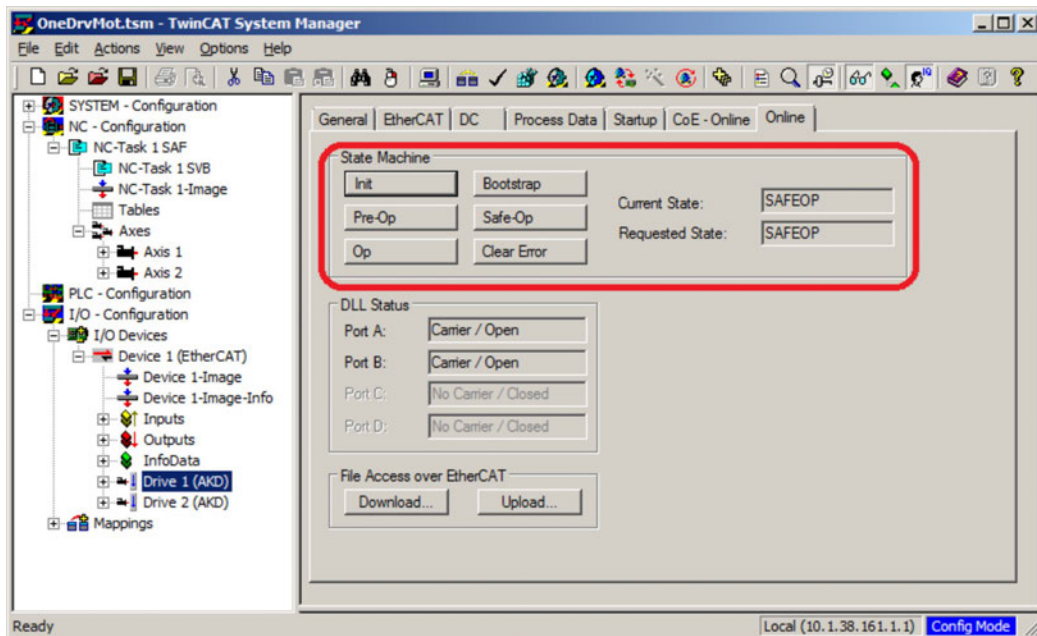 OneDrvMot.tsm - TwinCAT System Manager
File Edit Actions View Options Help
SYSTEM - Configuration
NC - Configuration
NC-Task 1 SAF
NC-Task 1 SVB
NC-Task 1-Image
Tables
Axes
Axis 1
Axis 2
PLC - Configuration
I/O - Configuration
I/O Devices
Device 1 (EtherCAT)
Device 1-Image
Device 1-Image-Info
Inputs
Outputs
InfoData
Drive 1 (AKD)
Drive 2 (AKD)
Mappings
General EtherCAT DC Process Data Startup CoE - Online Online
State Machine
Init Bootstrap
Pre-Op Safe-Op
Op Clear Error
Current State: SAFEOP
Requested State: SAFEOP
DLL Status
Port A: Carrier / Open
Port B: Carrier / Open
Port C: No Carrier / Closed
Port D: No Carrier / Closed
File Access over EtherCAT
Download... Upload...
Ready Local (10.1.38.161.1.1) Config Mode